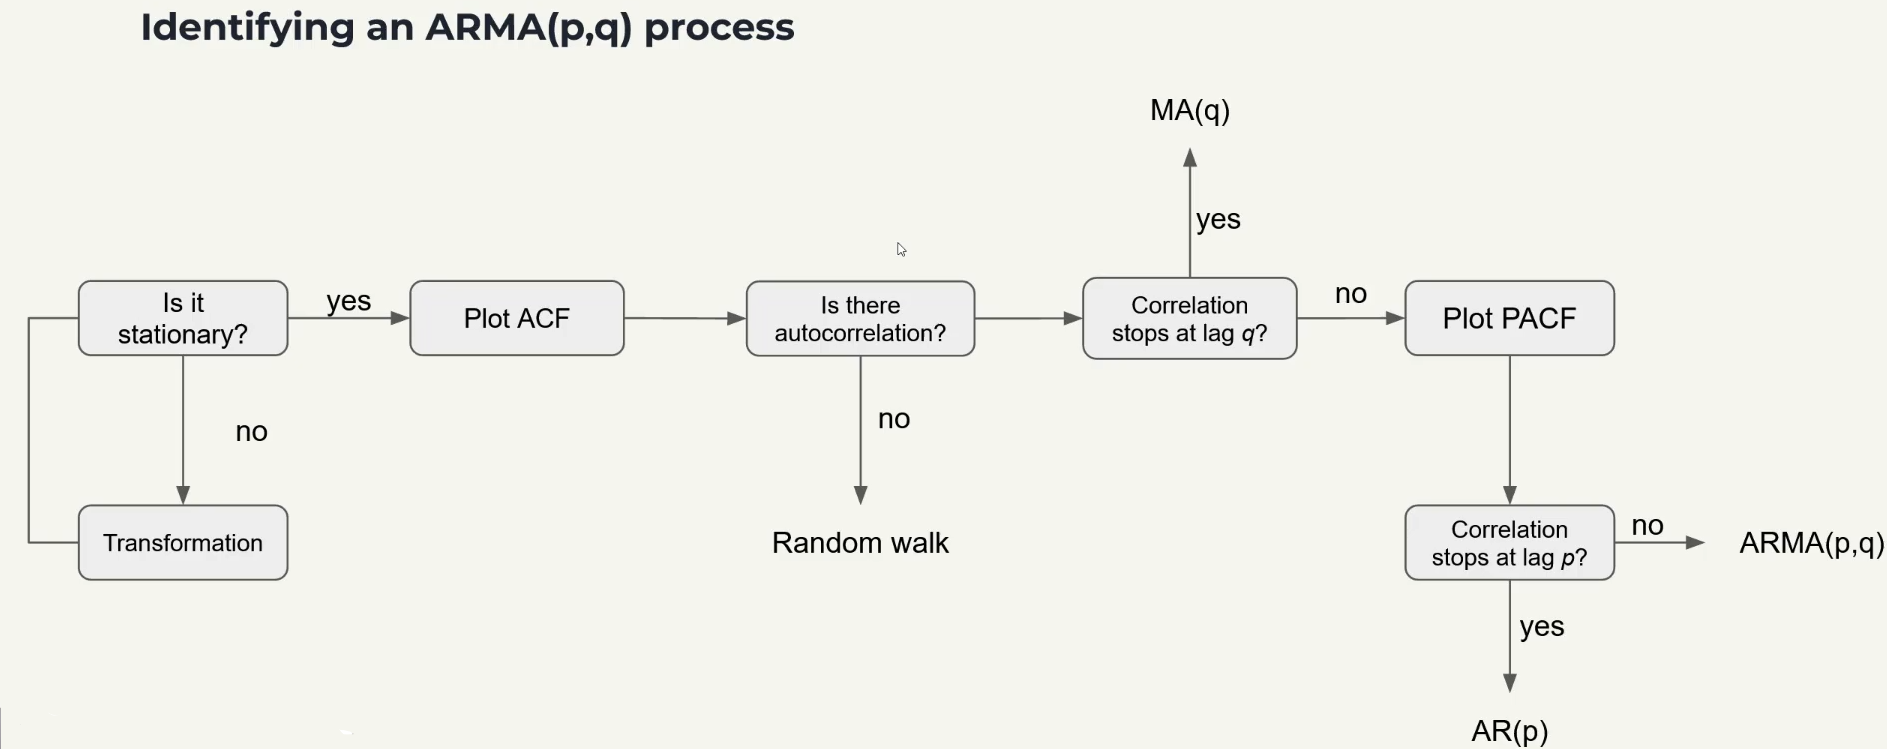 Identifying an ARMA(p,q) process
MA(q)
yes
Is it
stationary?
yes
Plot ACF
Is there
autocorrelation?
Correlation
stops at lag q?
no
Plot PACF
no
no
Transformation
Random walk
Correlation
stops at lag p?
no
ARMA(p,q)
yes
AR(p)